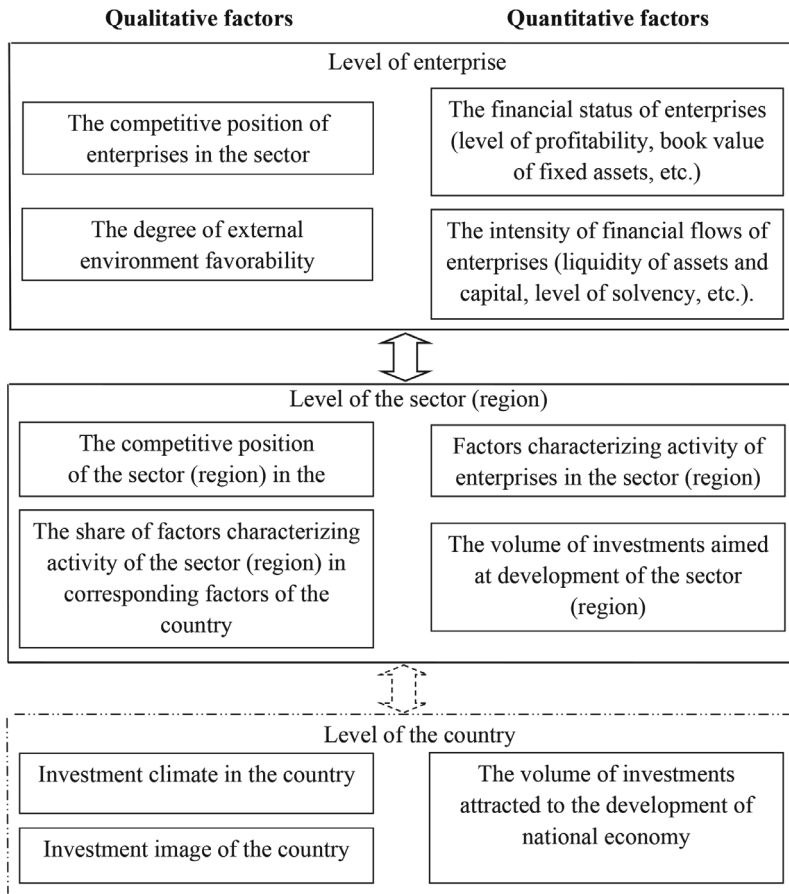 Qualitative factors
Quantitative factors
Level of enterprise
The competitive position of
enterprises in the sector
The financial status of enterprises
(level of profitability, book value
of fixed assets, etc.)
The degree of external
environment favorability
The intensity of financial flows of
enterprises (liquidity of assets and
capital, level of solvency, etc.).
Level of the sector (region)
The competitive position
of the sector (region) in the
Factors characterizing activity of
enterprises in the sector (region)
The share of factors characterizing
activity of the sector (region) in
corresponding factors of the
country
The volume of investments aimed
at development of the sector
(region)
Level of the country
Investment climate in the country
The volume of investments
attracted to the development of
national economy
Investment image of the country